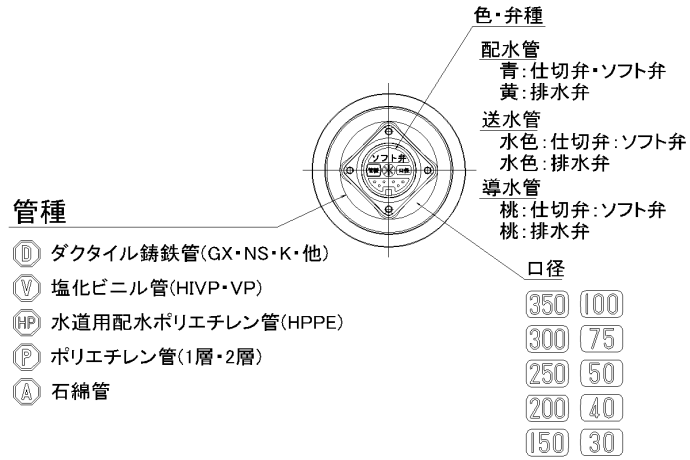 色・弁種
配水管
青:仕切弁・ソフト弁
黄:排水弁
送水管
水色:仕切弁:ソフト弁
水色:排水弁
導水管
桃:仕切弁:ソフト弁
桃:排水弁
ソフト弁
管種 口径
管種
D ダクタイル鋳鉄管(GX・NS・K・他)
V 塩化ビニル管(HIVP・VP)
HP 水道用配水ポリエチレン管(HPPE)
P ポリエチレン管(1層・2層)
A 石綿管
口径
350 100
300 75
250 50
200 40
150 30